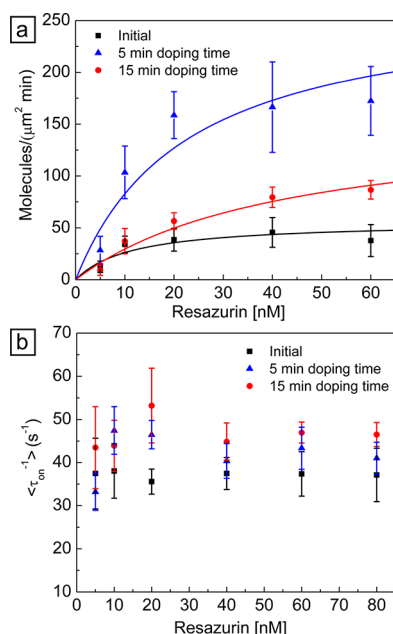 a
Initial
5 min doping time
15 min doping time
Molecules/(μm² min)
250
200
150
100
50
0
0 10 20 30 40 50 60
Resazurin [nM]
b
Initial
5 min doping time
15 min doping time
<τon⁻¹> (s⁻¹)
70
60
50
40
30
20
10
0 10 20 30 40 50 60 70 80
Resazurin [nM]